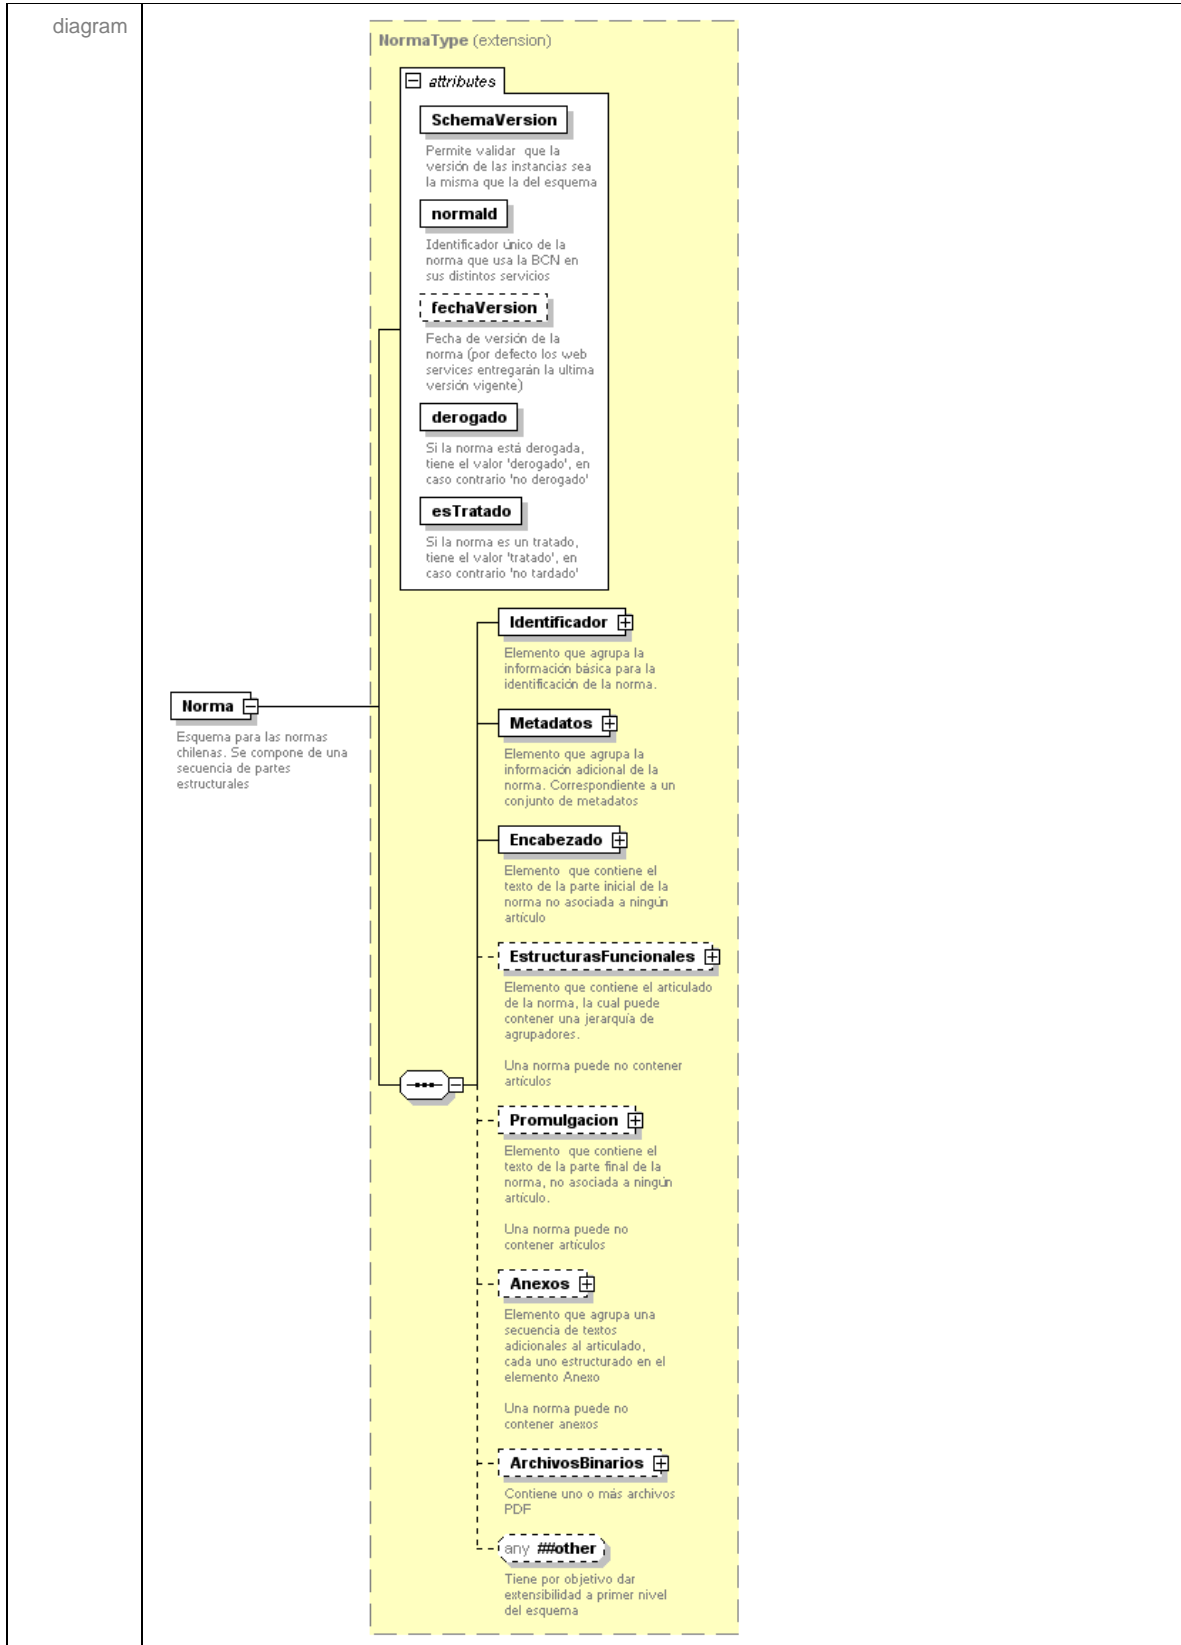 diagram
NormaType (extension)
attributes
SchemaVersion
Permite validar que la
versión de las instancias sea
la misma que la del esquema
normaId
Identificador único de la
norma que usa la BCN en
sus distintos servicios
fechaVersion
Fecha de versión de la
norma (por defecto los web
services entregarán la ultima
versión vigente)
derogado
Si la norma está derogada,
tiene el valor 'derogado', en
caso contrario 'no derogado'
esTratado
Si la norma es un tratado,
tiene el valor 'tratado', en
caso contrario 'no tardado'
Norma
Esquema para las normas
chilenas. Se compone de una
secuencia de partes
estructurales
Identificador
Elemento que agrupa la
información básica para la
identificación de la norma.
Metadatos
Elemento que agrupa la
información adicional de la
norma. Correspondiente a un
conjunto de metadatos
Encabezado
Elemento que contiene el
texto de la parte inicial de la
norma no asociada a ningún
artículo
EstructurasFuncionales
Elemento que contiene el articulado
de la norma, la cual puede
contener una jerarquía de
agrupadores.
Una norma puede no contener
artículos
Promulgacion
Elemento que contiene el
texto de la parte final de la
norma, no asociada a ningún
artículo.
Una norma puede no
contener artículos
Anexos
Elemento que agrupa una
secuencia de textos
adicionales al articulado,
cada uno estructurado en el
elemento Anexo
Una norma puede no
contener anexos
ArchivosBinarios
Contiene uno o más archivos
PDF
any ##other
Tiene por objetivo dar
extensibilidad a primer nivel
del esquema